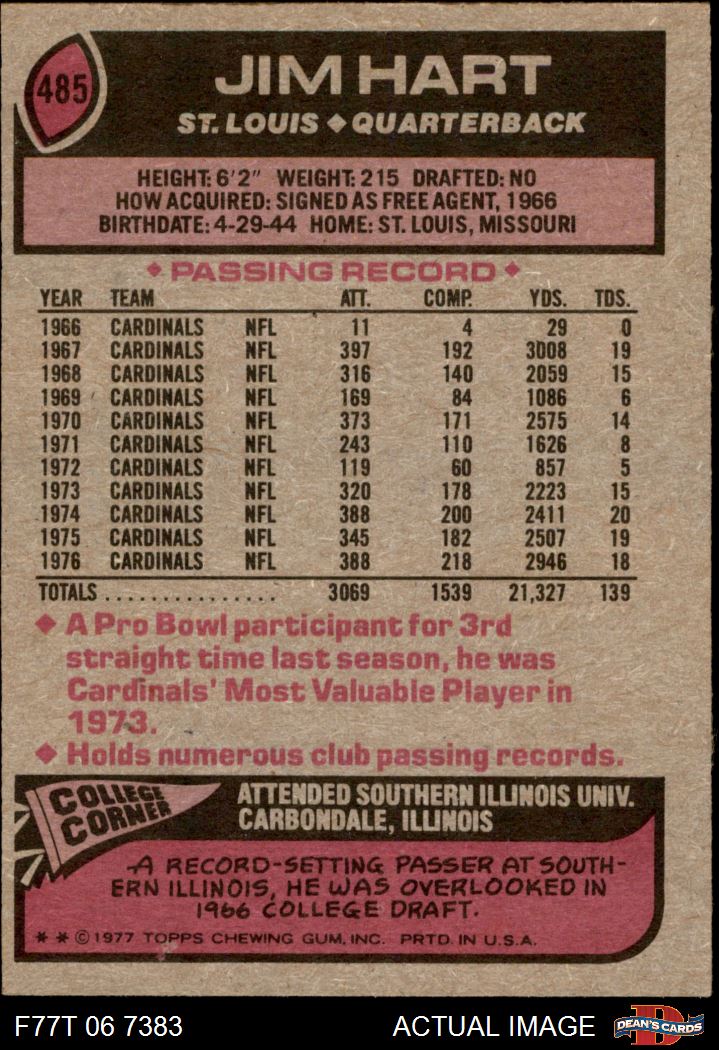 485
JIM HART
ST. LOUIS ◆ QUARTERBACK
HEIGHT: 6'2" WEIGHT: 215 DRAFTED: NO
HOW ACQUIRED: SIGNED AS FREE AGENT, 1966
BIRTHDATE: 4-29-44 HOME: ST. LOUIS, MISSOURI
◆ PASSING RECORD ◆
YEAR TEAM ATT. COMP. YDS. TDS.
1966 CARDINALS NFL 11 4 29 0
1967 CARDINALS NFL 397 192 3008 19
1968 CARDINALS NFL 316 140 2059 15
1969 CARDINALS NFL 169 84 1086 6
1970 CARDINALS NFL 373 171 2575 14
1971 CARDINALS NFL 243 110 1626 8
1972 CARDINALS NFL 119 60 857 5
1973 CARDINALS NFL 320 178 2223 15
1974 CARDINALS NFL 388 200 2411 20
1975 CARDINALS NFL 345 182 2507 19
1976 CARDINALS NFL 388 218 2946 18
TOTALS ................ 3069 1539 21,327 139
◆ A Pro Bowl participant for 3rd
straight time last season, he was
Cardinals' Most Valuable Player in
1973.
◆ Holds numerous club passing records.
COLLEGE
CORNER
ATTENDED SOUTHERN ILLINOIS UNIV.
CARBONDALE, ILLINOIS
A RECORD-SETTING PASSER AT SOUTH-
ERN ILLINOIS, HE WAS OVERLOOKED IN
1966 COLLEGE DRAFT.
* * © 1977 TOPPS CHEWING GUM, INC. PRTD. IN U.S.A.
F77T 06 7383
ACTUAL IMAGE
D
DEAN'S CARDS